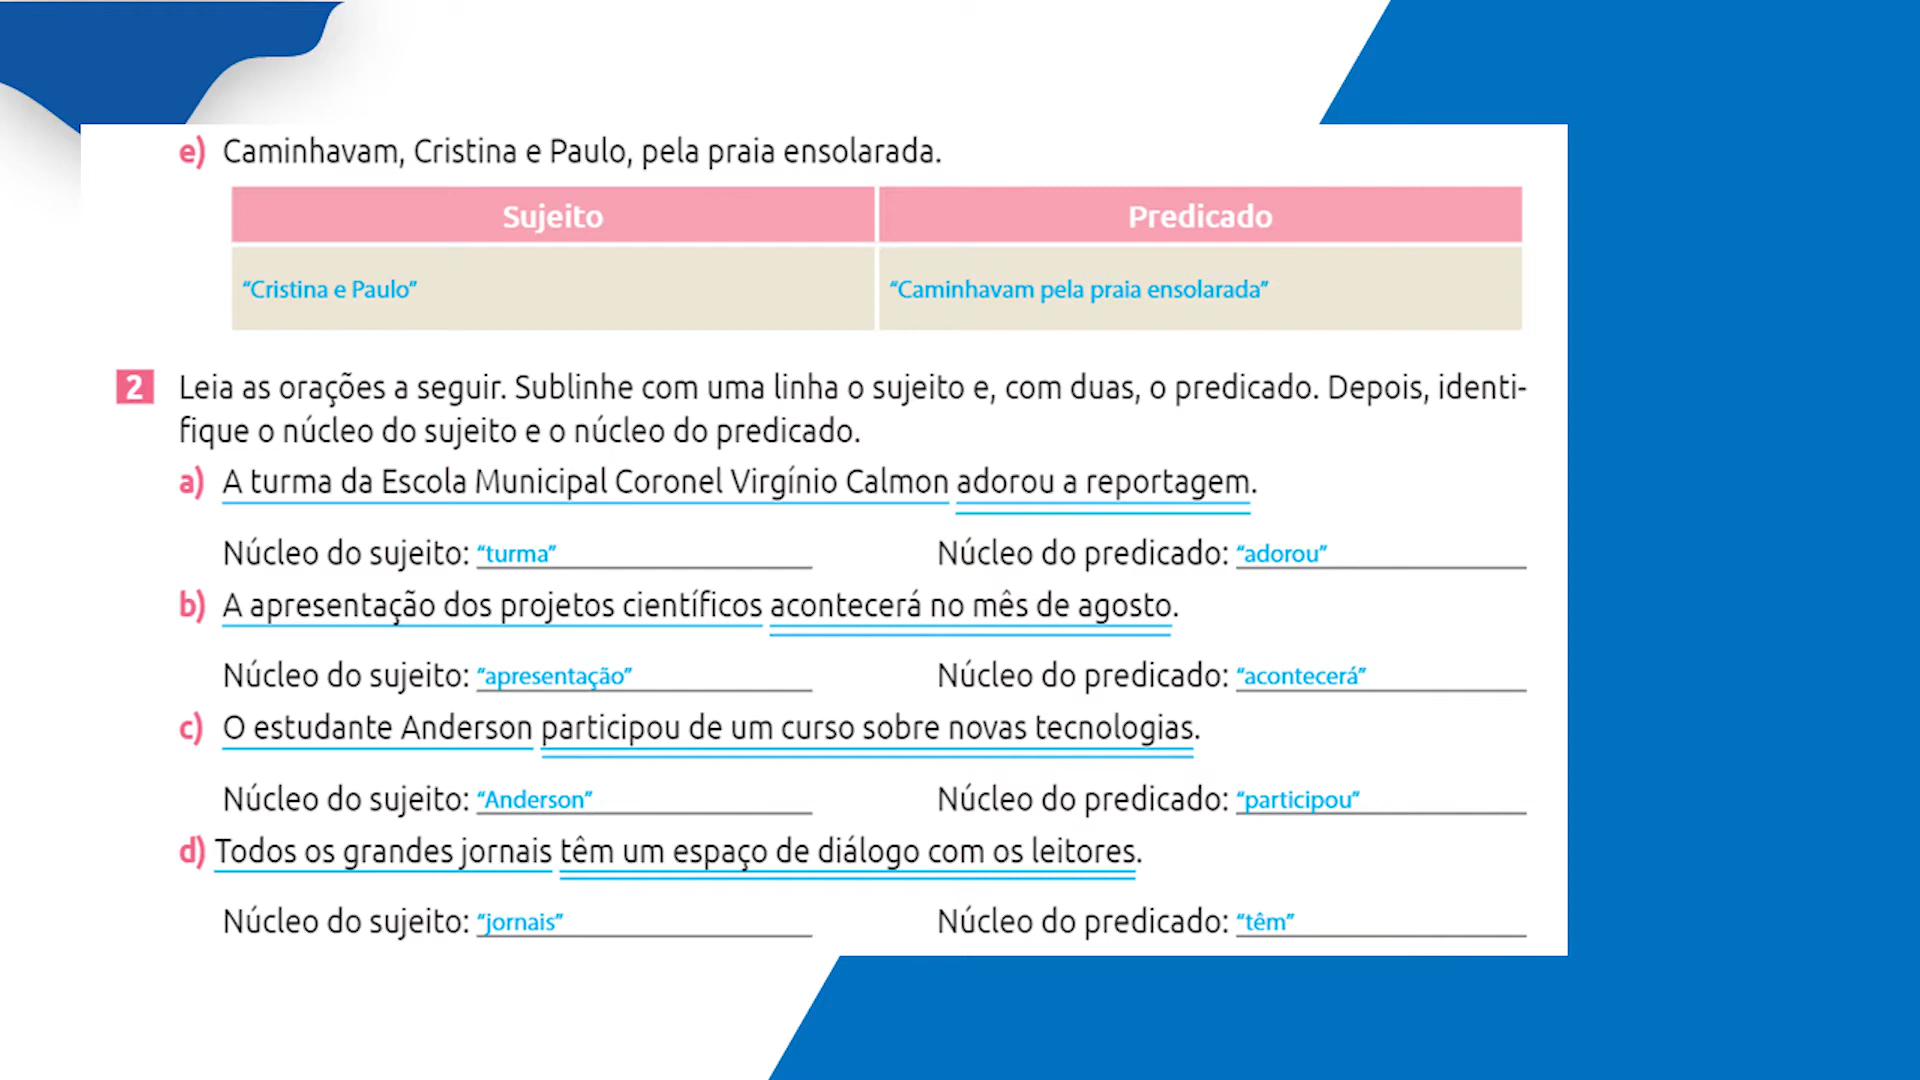 e) Caminhavam, Cristina e Paulo, pela praia ensolarada.
Sujeito Predicado
“Cristina e Paulo” “Caminhavam pela praia ensolarada”
2 Leia as orações a seguir. Sublinhe com uma linha o sujeito e, com duas, o predicado. Depois, identi-
fique o núcleo do sujeito e o núcleo do predicado.
a) A turma da Escola Municipal Coronel Virgínio Calmon adorou a reportagem.
Núcleo do sujeito: “turma” Núcleo do predicado: “adorou”
b) A apresentação dos projetos científicos acontecerá no mês de agosto.
Núcleo do sujeito: “apresentação” Núcleo do predicado: “acontecerá”
c) O estudante Anderson participou de um curso sobre novas tecnologias.
Núcleo do sujeito: “Anderson” Núcleo do predicado: “participou”
d) Todos os grandes jornais têm um espaço de diálogo com os leitores.
Núcleo do sujeito: “jornais” Núcleo do predicado: “têm”